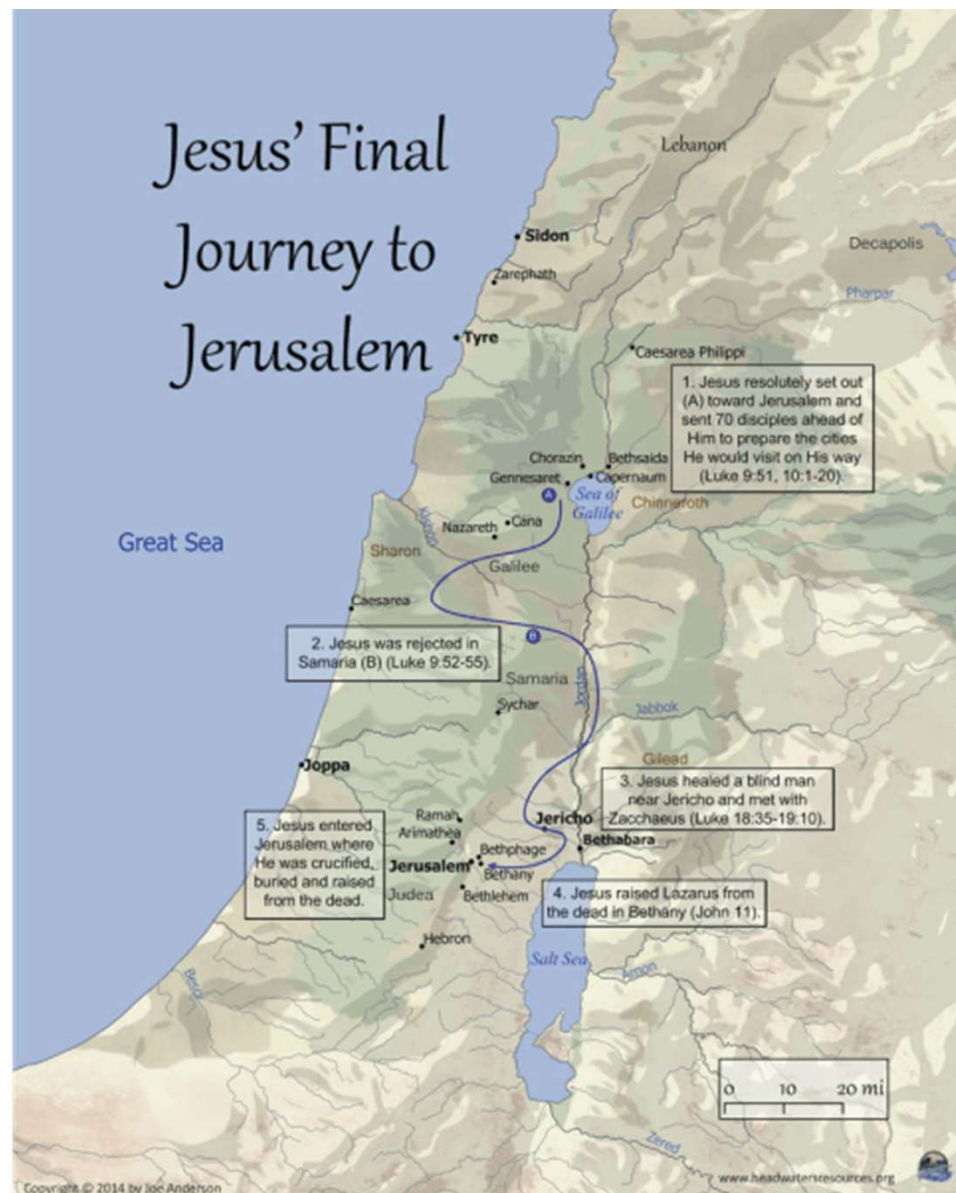 Jesus' Final
Journey to
Jerusalem
Lebanon
Sidon
Decapolis
Zarephath
Pharpar
Tyre
Caesarea Philippi
1. Jesus resolutely set out
(A) toward Jerusalem and
sent 70 disciples ahead of
Him to prepare the cities
He would visit on His way
(Luke 9:51, 10:1-20).
Chorazin
Bethsaida
Gennesaret
Capernaum
A
Sea of
Galilee
Chinneroth
Kishon
Cana
Nazareth
Great Sea
Sharon
Galilee
Caesarea
B
2. Jesus was rejected in
Samaria (B) (Luke 9:52-55).
Samaria
Jordan
Sychar
Jabbok
Joppa
Gilead
3. Jesus healed a blind man
near Jericho and met with
Zacchaeus (Luke 18:35-19:10).
Ramah
Jericho
Arimathea
Bethabara
5. Jesus entered
Jerusalem where
He was crucified,
buried and raised
from the dead.
Bethphage
Jerusalem
Bethany
Judea
Bethlehem
4. Jesus raised Lazarus from
the dead in Bethany (John 11).
Hebron
Salt Sea
Arnon
Besor
0 10 20 mi
Zered
www.headwatersresources.org
Copyright © 2014 by Joe Anderson